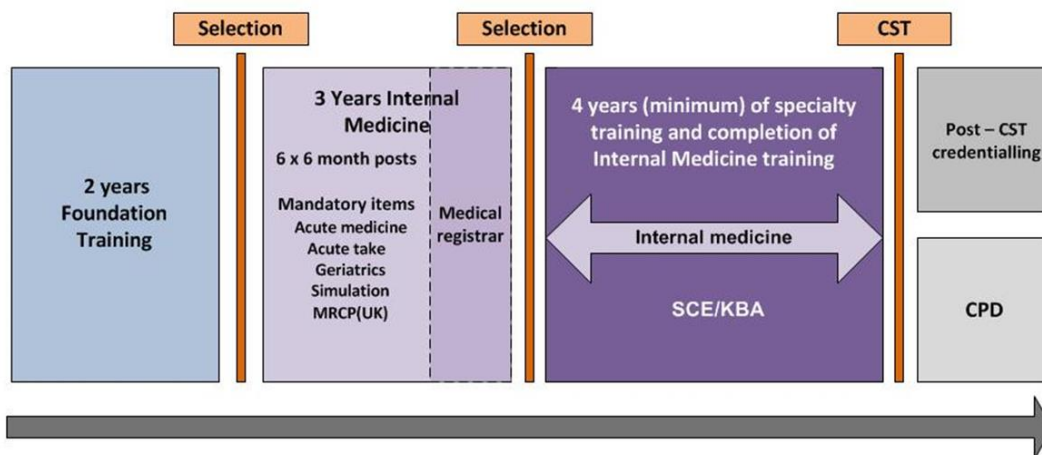 Selection
Selection
CST
2 years
Foundation
Training
3 Years Internal
Medicine
6 x 6 month posts
Mandatory items
Acute medicine
Acute take
Geriatrics
Simulation
MRCP(UK)
Medical
registrar
4 years (minimum) of specialty
training and completion of
Internal Medicine training
Internal medicine
SCE/KBA
Post – CST
credentialling
CPD